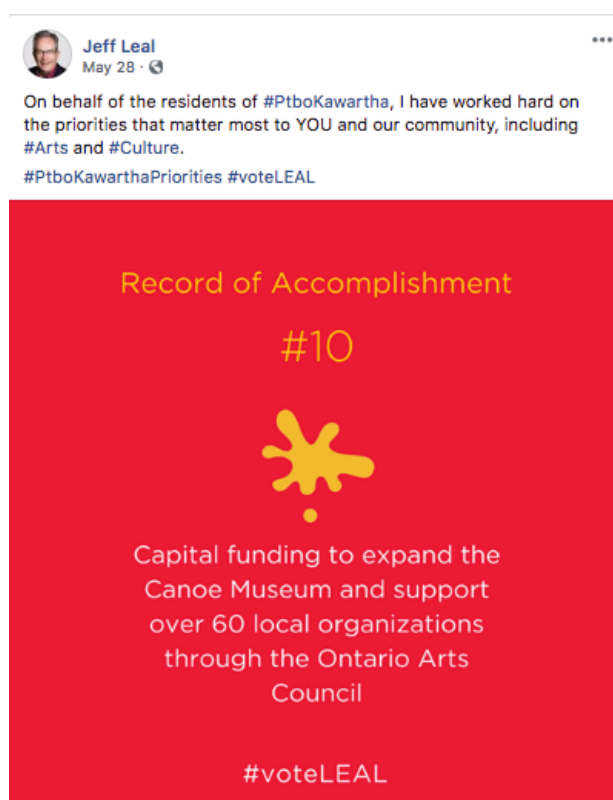 Jeff Leal
May 28 ·
On behalf of the residents of #PtboKawartha, I have worked hard on
the priorities that matter most to YOU and our community, including
#Arts and #Culture.
#PtboKawarthaPriorities #voteLEAL
Record of Accomplishment
#10
Capital funding to expand the
Canoe Museum and support
over 60 local organizations
through the Ontario Arts
Council
#voteLEAL